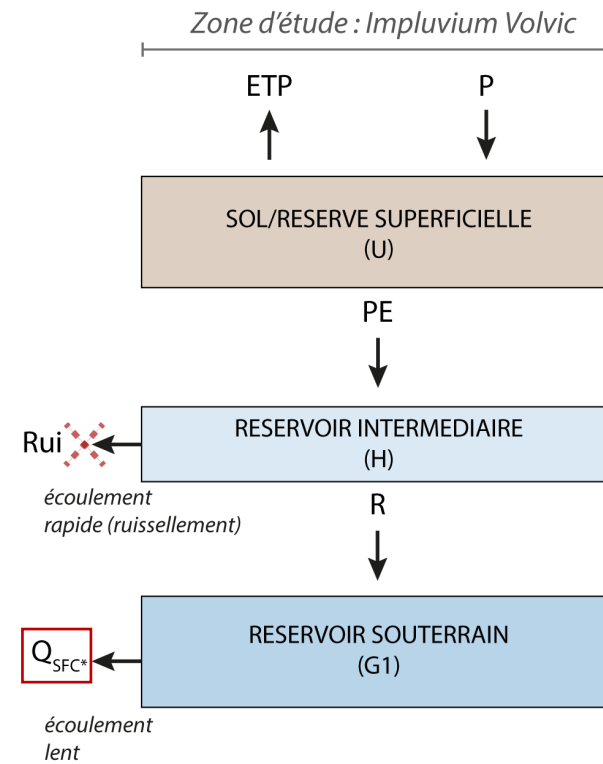 Zone d'étude : Impluvium Volvic
ETP
P
SOL/RESERVE SUPERFICIELLE
(U)
PE
RESERVOIR INTERMEDIAIRE
(H)
Rui
écoulement
rapide (ruissellement)
R
RESERVOIR SOUTERRAIN
(G1)
QSFC*
écoulement
lent